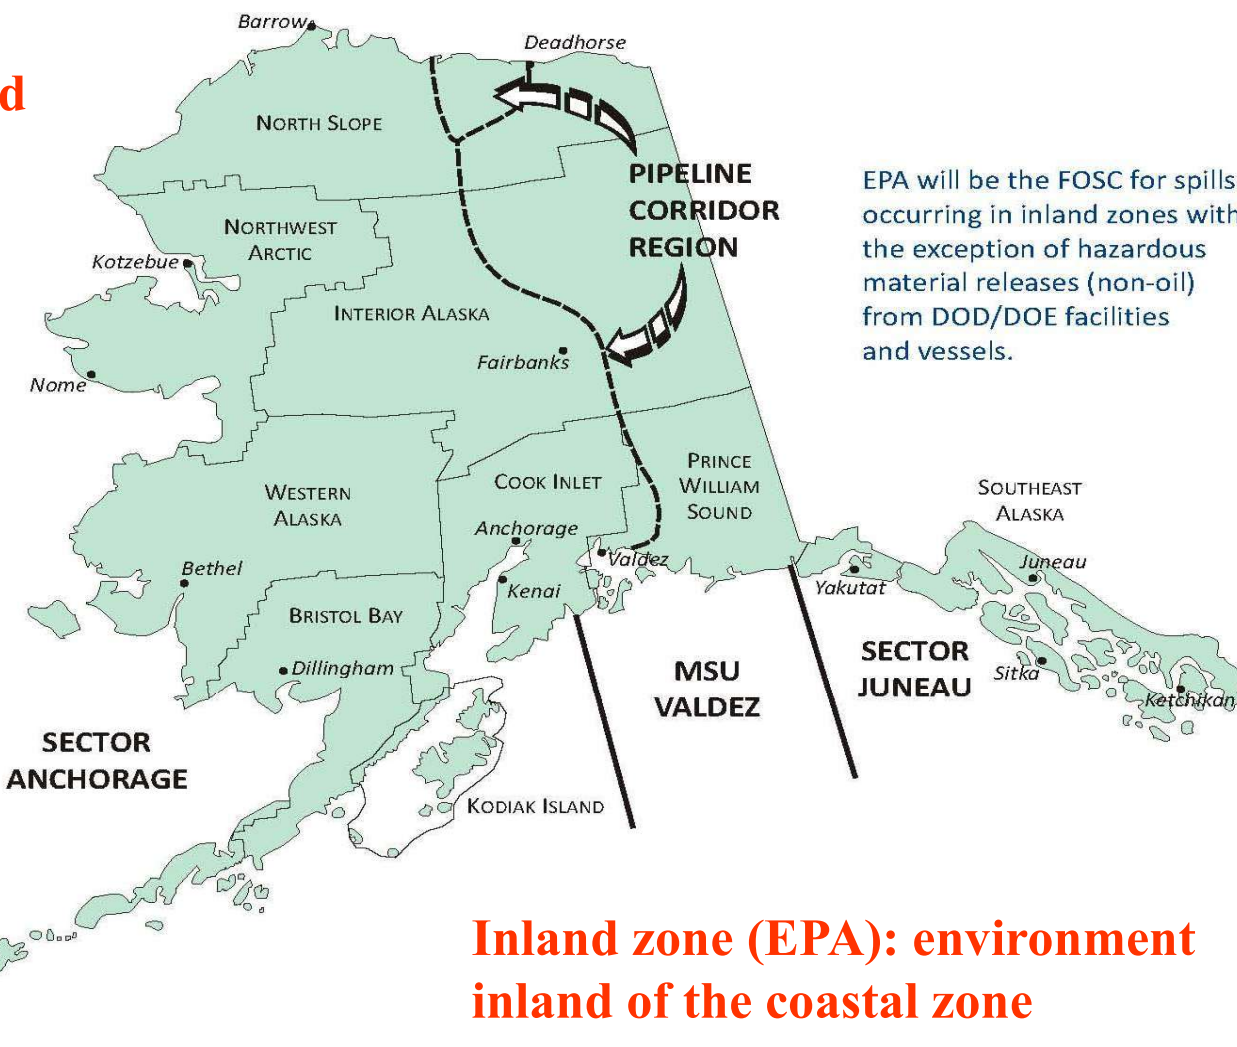 Barrow
Deadhorse
d
NORTH SLOPE
PIPELINE
CORRIDOR
REGION
EPA will be the FOSC for spills
occurring in inland zones with
the exception of hazardous
material releases (non-oil)
from DOD/DOE facilities
and vessels.
NORTHWEST
ARCTIC
Kotzebue
INTERIOR ALASKA
Fairbanks
Nome
COOK INLET
PRINCE
WILLIAM
SOUND
WESTERN
ALASKA
SOUTHEAST
ALASKA
Anchorage
Valdez
Juneau
Bethel
Kenai
Yakutat
BRISTOL BAY
Dillingham
MSU
VALDEZ
SECTOR
JUNEAU
Sitka
Ketchikan
SECTOR
ANCHORAGE
KODIAK ISLAND
Inland zone (EPA): environment
inland of the coastal zone